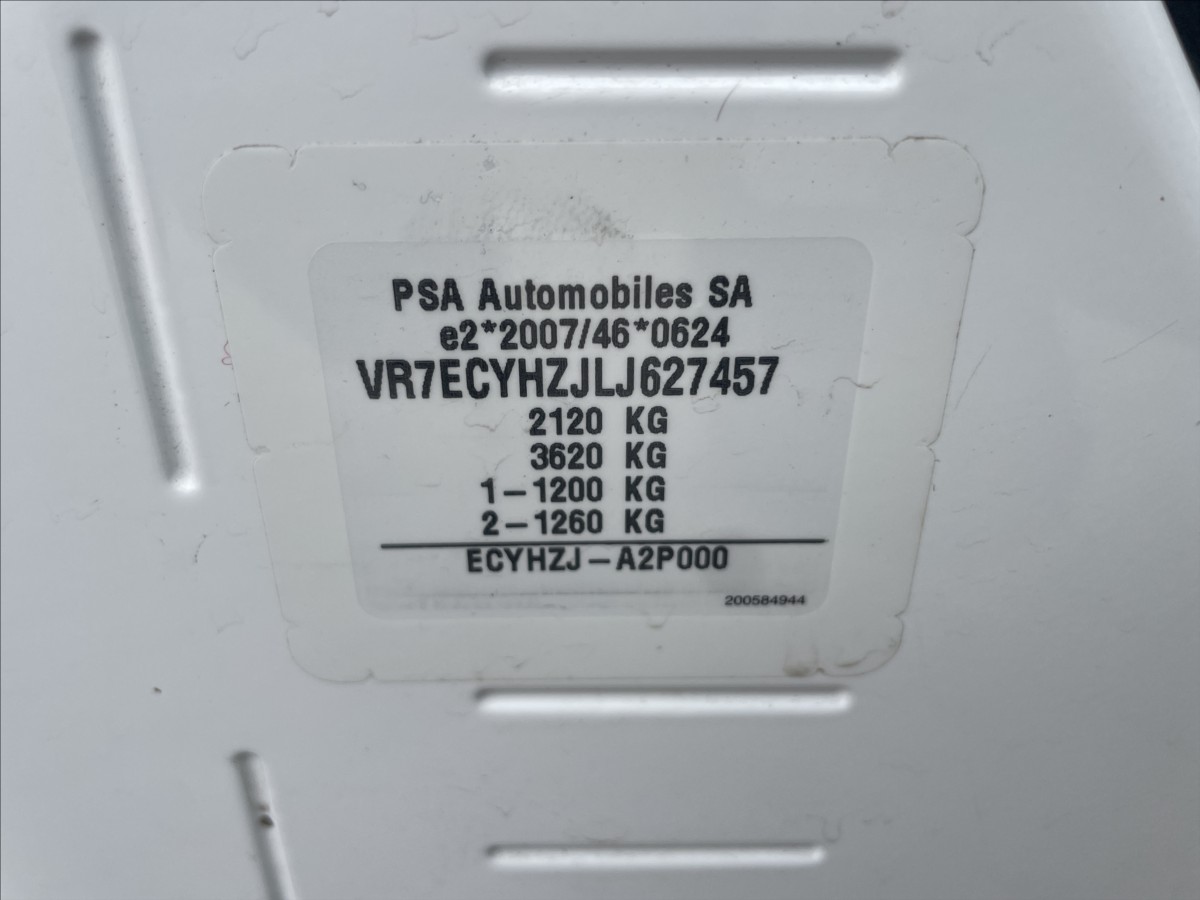 PSA Automobiles SA
e2*2007/46*0624
VR7ECYHZJLJ627457
2120 KG
3620 KG
1-1200 KG
2-1260 KG
ECYHZJ-A2P000
200584944